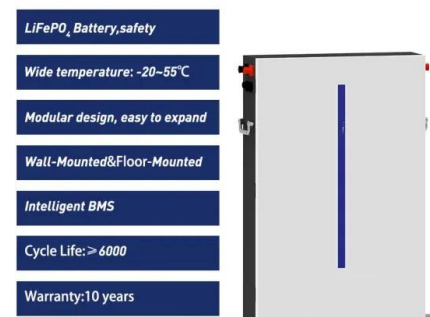 LiFePO₄ Battery,safety
Wide temperature: -20~55℃
Modular design, easy to expand
Wall-Mounted&Floor-Mounted
Intelligent BMS
Cycle Life:≥6000
Warranty:10 years